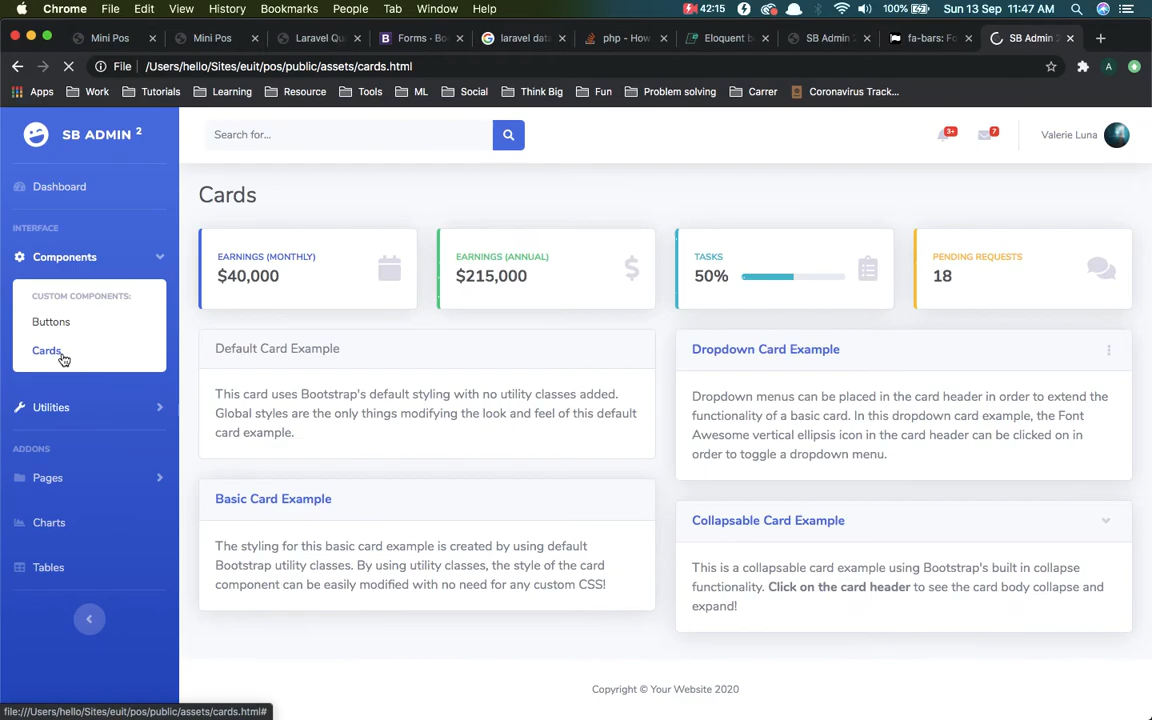 Chrome File Edit View History Bookmarks People Tab Window Help 42:15 100% Sun 13 Sep 11:47 AM
Mini Pos Mini Pos Laravel Qu Forms · Bo laravel dat php - How Eloquent b SB Admin 2 fa-bars: Fo SB Admin 2
File /Users/hello/Sites/euit/pos/public/assets/cards.html A
Apps Work Tutorials Learning Resource Tools ML Social Think Big Fun Problem solving Carrer Coronavirus Track...
SB ADMIN 2
Search for...
3+ 7 Valerie Luna
Dashboard
INTERFACE
Components
CUSTOM COMPONENTS:
Buttons
Cards
Utilities
ADDONS
Pages
Charts
Tables
Cards
EARNINGS (MONTHLY)
$40,000
EARNINGS (ANNUAL)
$215,000
TASKS
50%
PENDING REQUESTS
18
Default Card Example
This card uses Bootstrap's default styling with no utility classes added.
Global styles are the only things modifying the look and feel of this default
card example.
Basic Card Example
The styling for this basic card example is created by using default
Bootstrap utility classes. By using utility classes, the style of the card
component can be easily modified with no need for any custom CSS!
Dropdown Card Example
Dropdown menus can be placed in the card header in order to extend the
functionality of a basic card. In this dropdown card example, the Font
Awesome vertical ellipsis icon in the card header can be clicked on in
order to toggle a dropdown menu.
Collapsable Card Example
This is a collapsable card example using Bootstrap's built in collapse
functionality. Click on the card header to see the card body collapse and
expand!
Copyright © Your Website 2020
file:///Users/hello/Sites/euit/pos/public/assets/cards.html#